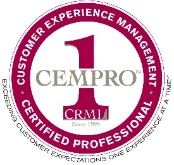 · CUSTOMER EXPERIENCE MANAGEMENT ·
1
CEMPRO
CRMI
Since 1999
CERTIFIED PROFESSIONAL
EXCEEDING CUSTOMER EXPECTATIONS ONE EXPERIENCE AT A TIME